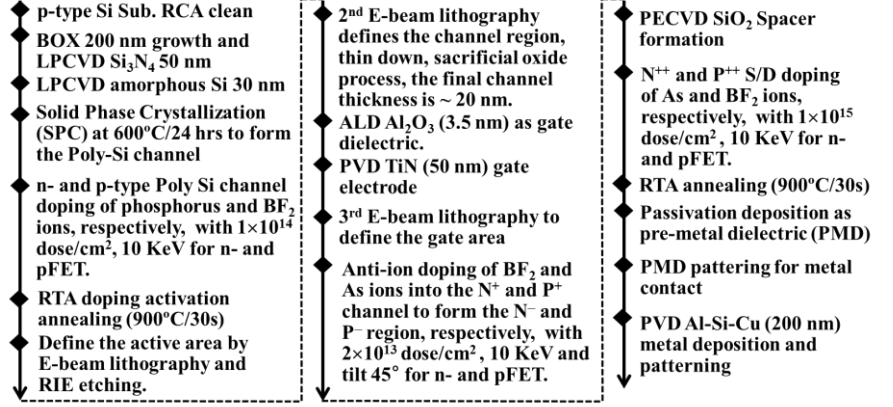 p-type Si Sub. RCA clean
BOX 200 nm growth and
LPCVD Si₃N₄ 50 nm
LPCVD amorphous Si 30 nm
Solid Phase Crystallization
(SPC) at 600ºC/24 hrs to form
the Poly-Si channel
n- and p-type Poly Si channel
doping of phosphorus and BF₂
ions, respectively, with 1×10¹⁴
dose/cm², 10 KeV for n- and
pFET.
RTA doping activation
annealing (900ºC/30s)
Define the active area by
E-beam lithography and
RIE etching.
2ⁿᵈ E-beam lithography
defines the channel region,
thin down, sacrificial oxide
process, the final channel
thickness is ~ 20 nm.
ALD Al₂O₃ (3.5 nm) as gate
dielectric.
PVD TiN (50 nm) gate
electrode
3ʳᵈ E-beam lithography to
define the gate area
Anti-ion doping of BF₂ and
As ions into the N⁺ and P⁺
channel to form the N⁻ and
P⁻ region, respectively, with
2×10¹³ dose/cm², 10 KeV and
tilt 45° for n- and pFET.
PECVD SiO₂ Spacer
formation
N⁺⁺ and P⁺⁺ S/D doping
of As and BF₂ ions,
respectively, with 1×10¹⁵
dose/cm², 10 KeV for n-
and pFET.
RTA annealing (900ºC/30s)
Passivation deposition as
pre-metal dielectric (PMD)
PMD pattering for metal
contact
PVD Al-Si-Cu (200 nm)
metal deposition and
patterning